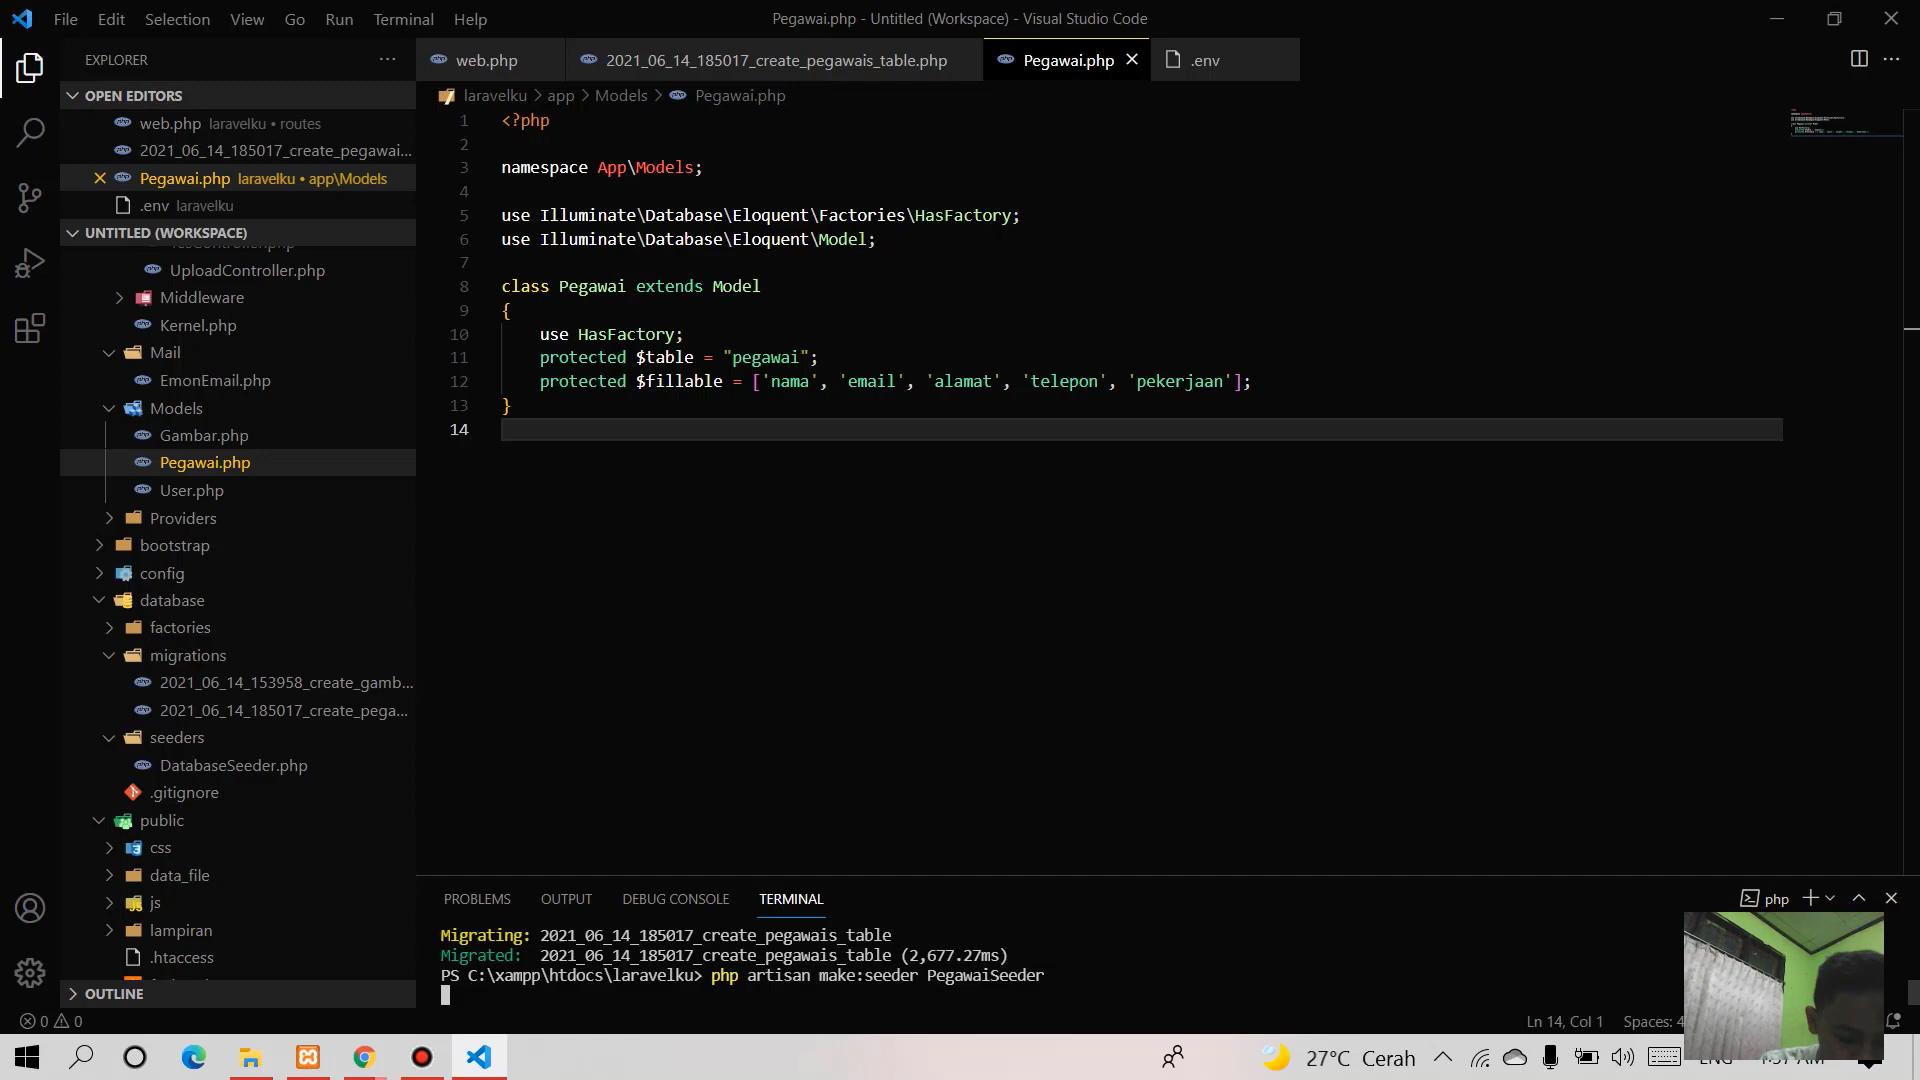 File Edit Selection View Go Run Terminal Help
Pegawai.php - Untitled (Workspace) - Visual Studio Code
EXPLORER
OPEN EDITORS
web.php laravelku • routes
2021_06_14_185017_create_pegawai...
Pegawai.php laravelku • app\Models
.env laravelku
UNTITLED (WORKSPACE)
UploadController.php
Middleware
Kernel.php
Mail
EmonEmail.php
Models
Gambar.php
Pegawai.php
User.php
Providers
bootstrap
config
database
factories
migrations
2021_06_14_153958_create_gamb...
2021_06_14_185017_create_pega...
seeders
DatabaseSeeder.php
.gitignore
public
css
data_file
js
lampiran
.htaccess
OUTLINE
web.php
2021_06_14_185017_create_pegawais_table.php
Pegawai.php
.env
laravelku > app > Models > Pegawai.php
1 <?php
2
3 namespace App\Models;
4
5 use Illuminate\Database\Eloquent\Factories\HasFactory;
6 use Illuminate\Database\Eloquent\Model;
7
8 class Pegawai extends Model
9 {
10 use HasFactory;
11 protected $table = "pegawai";
12 protected $fillable = ['nama', 'email', 'alamat', 'telepon', 'pekerjaan'];
13 }
14
PROBLEMS OUTPUT DEBUG CONSOLE TERMINAL
php
Migrating: 2021_06_14_185017_create_pegawais_table
Migrated: 2021_06_14_185017_create_pegawais_table (2,677.27ms)
PS C:\xampp\htdocs\laravelku> php artisan make:seeder PegawaiSeeder
0 0
Ln 14, Col 1 Spaces: 4
27°C Cerah